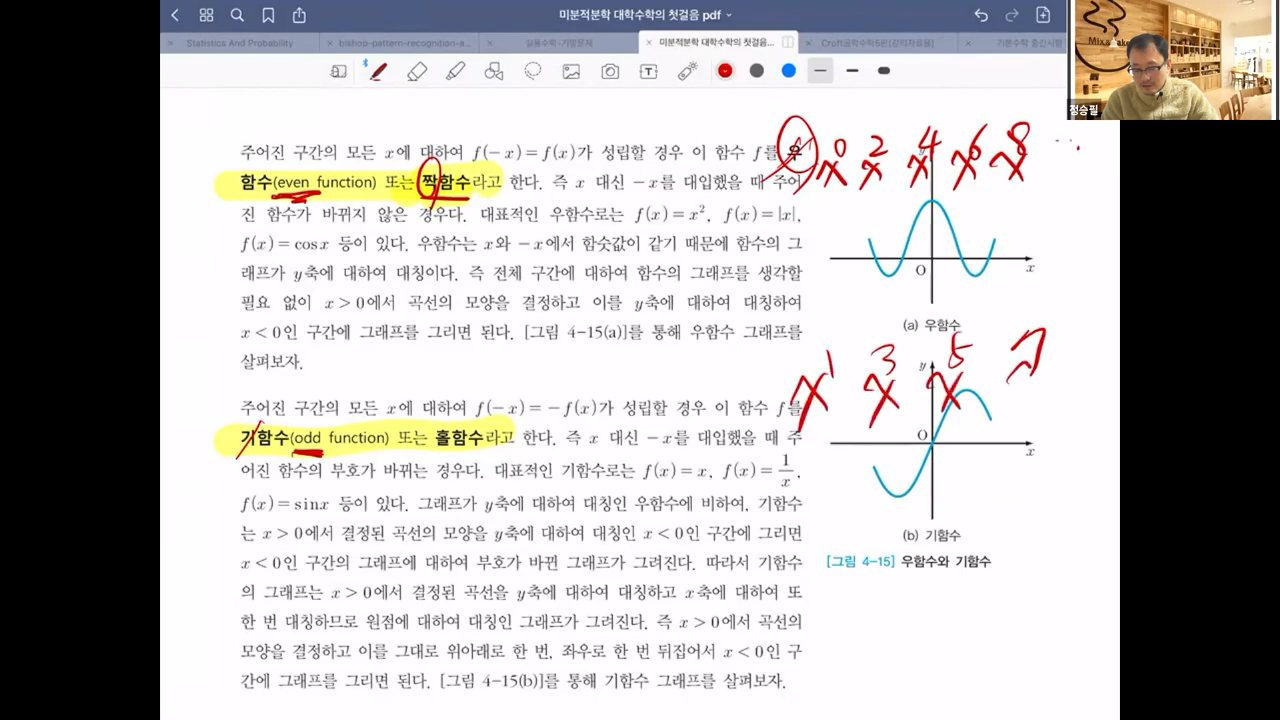 미분적분학 대학수학의 첫걸음 pdf
Statistics And Probability
bishop-pattern-recognition-a...
실용수학-기말문제
미분적분학 대학수학의 첫걸음...
Croft공학수학5판[강의자료용]
기본수학 중간시험
정승필
주어진 구간의 모든 x에 대하여 f(−x)=f(x)가 성립할 경우 이 함수 f를 우
함수(even function) 또는 짝함수라고 한다. 즉 x 대신 −x를 대입했을 때 주어
진 함수가 바뀌지 않은 경우다. 대표적인 우함수로는 f(x)=x², f(x)=|x|,
f(x)=cosx 등이 있다. 우함수는 x와 −x에서 함숫값이 같기 때문에 함수의 그
래프가 y축에 대하여 대칭이다. 즉 전체 구간에 대하여 함수의 그래프를 생각할
필요 없이 x>0에서 곡선의 모양을 결정하고 이를 y축에 대하여 대칭하여
x<0인 구간에 그래프를 그리면 된다. [그림 4-15(a)]를 통해 우함수 그래프를
살펴보자.
주어진 구간의 모든 x에 대하여 f(−x)=−f(x)가 성립할 경우 이 함수 f를
기함수(odd function) 또는 홀함수라고 한다. 즉 x 대신 −x를 대입했을 때 주
어진 함수의 부호가 바뀌는 경우다. 대표적인 기함수로는 f(x)=x, f(x)=1/x,
f(x)=sinx 등이 있다. 그래프가 y축에 대하여 대칭인 우함수에 비하여, 기함수
는 x>0에서 결정된 곡선의 모양을 y축에 대하여 대칭인 x<0인 구간에 그리면
x<0인 구간의 그래프에 대하여 부호가 바뀐 그래프가 그려진다. 따라서 기함수
의 그래프는 x>0에서 결정된 곡선을 y축에 대하여 대칭하고 x축에 대하여 또
한 번 대칭하므로 원점에 대하여 대칭인 그래프가 그려진다. 즉 x>0에서 곡선의
모양을 결정하고 이를 그대로 위아래로 한 번, 좌우로 한 번 뒤집어서 x<0인 구
간에 그래프를 그리면 된다. [그림 4-15(b)]를 통해 기함수 그래프를 살펴보자.
x⁰ x² x⁴ x⁶ x⁸ ...
O x
(a) 우함수
x¹ x³ x⁵ 7
y
O x
(b) 기함수
[그림 4-15] 우함수와 기함수